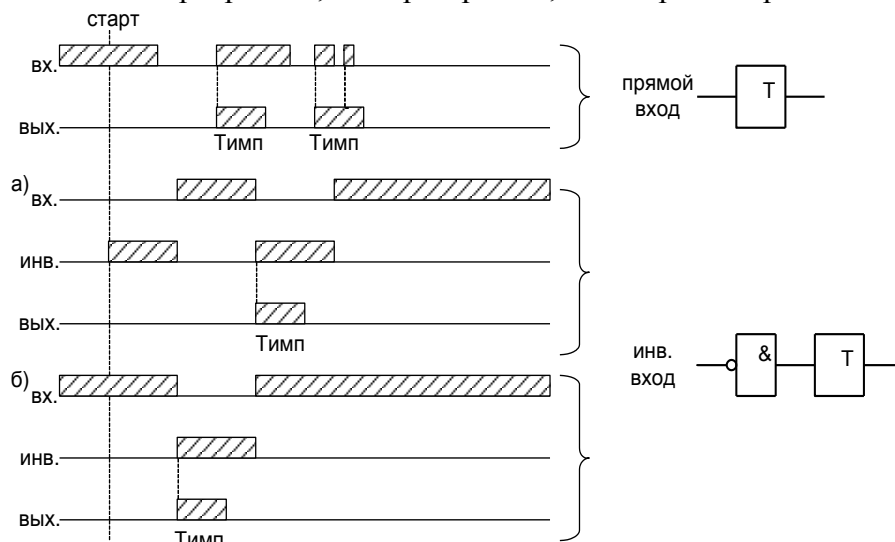 старт
вх.
прямой
вход
T
вых.
Тимп Тимп
а)
вх.
инв.
вых.
Тимп
инв.
вход
&
T
б)
вх.
инв.
вых.
Тимп